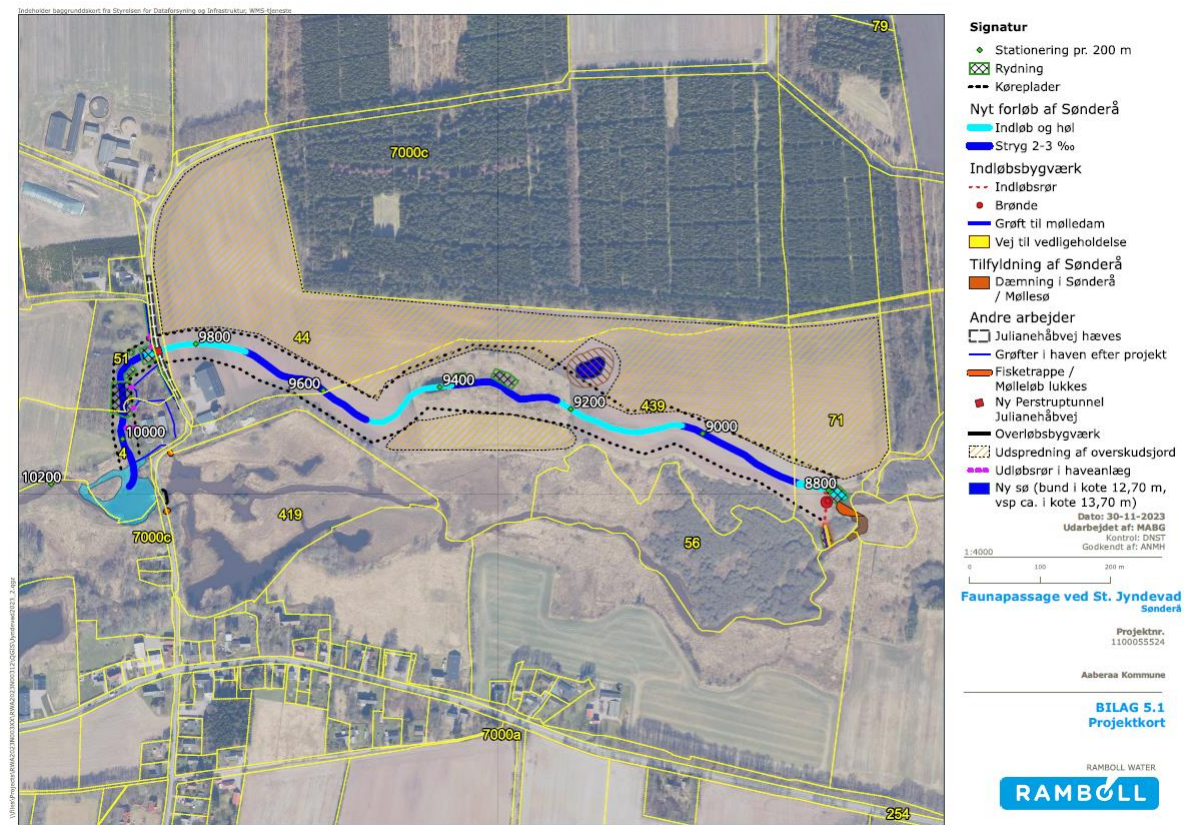 Indeholder baggrunddskort fra Styrelsen for Dataforsyning og Infrastruktur, WMS-tjeneste
79
7000c
9800
44
51
9600
9400
9200
439
9000
71
10000
4
8800
10200
419
7000c
56
7000a
254
Signatur
Stationering pr. 200 m
Rydning
Køreplader
Nyt forløb af Sønderå
Indløb og høl
Stryg 2-3 ‰
Indløbsbygværk
Indløbsrør
Brønde
Grøft til mølledam
Vej til vedligeholdelse
Tilfyldning af Sønderå
Dæmning i Sønderå
/ Møllesø
Andre arbejder
Julianehåbvej hæves
Grøfter i haven efter projekt
Fisketrappe /
Mølleløb lukkes
Ny Perstruptunnel
Julianehåbvej
Overløbsbygværk
Udspredning af overskudsjord
Udløbsrør i haveanlæg
Ny sø (bund i kote 12,70 m,
vsp ca. i kote 13,70 m)
Dato: 30-11-2023
Udarbejdet af: MABG
Kontrol: DNST
Godkendt af: ANMH
1:4000
0 100 200 m
Faunapassage ved St. Jyndevad
Sønderå
Projektnr.
1100055524
Aaberaa Kommune
BILAG 5.1
Projektkort
RAMBOLL WATER
RAMBOLL